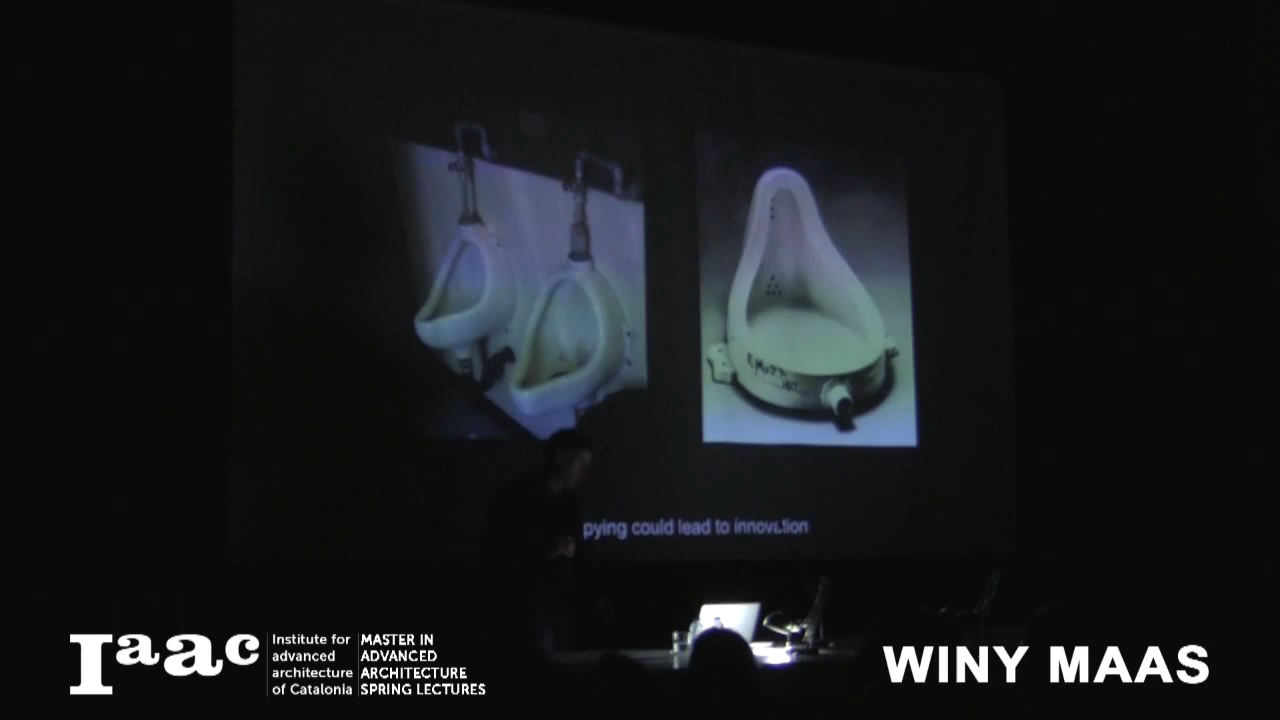 pying could lead to innovation
Iaac
Institute for
advanced
architecture
of Catalonia
MASTER IN
ADVANCED
ARCHITECTURE
SPRING LECTURES
WINY MAAS